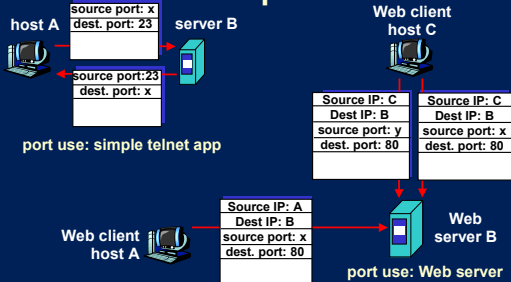 host A
source port: x
dest. port: 23
server B
source port:23
dest. port: x
port use: simple telnet app
Web client
host C
Source IP: C
Dest IP: B
source port: y
dest. port: 80
Source IP: C
Dest IP: B
source port: x
dest. port: 80
Source IP: A
Dest IP: B
source port: x
dest. port: 80
Web client
host A
Web
server B
port use: Web server